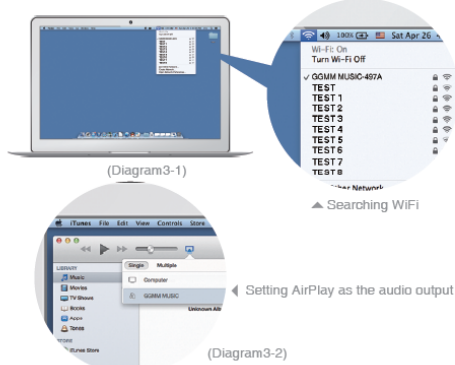 100%
Sat Apr 26
Wi-Fi: On
Turn Wi-Fi Off
✓ GGMM MUSIC-497A
TEST
TEST 1
TEST 2
TEST 3
TEST 4
TEST 5
TEST 6
TEST 7
TEST 8
Network
(Diagram3-1)
▲ Searching WiFi
iTunes File Edit View Controls Store
Single Multiple
LIBRARY
Music
Movies
TV Shows
Books
Apps
Tones
STORE
iTunes Store
Computer
GGMM MUSIC
Unknown
◀ Setting AirPlay as the audio output
(Diagram3-2)